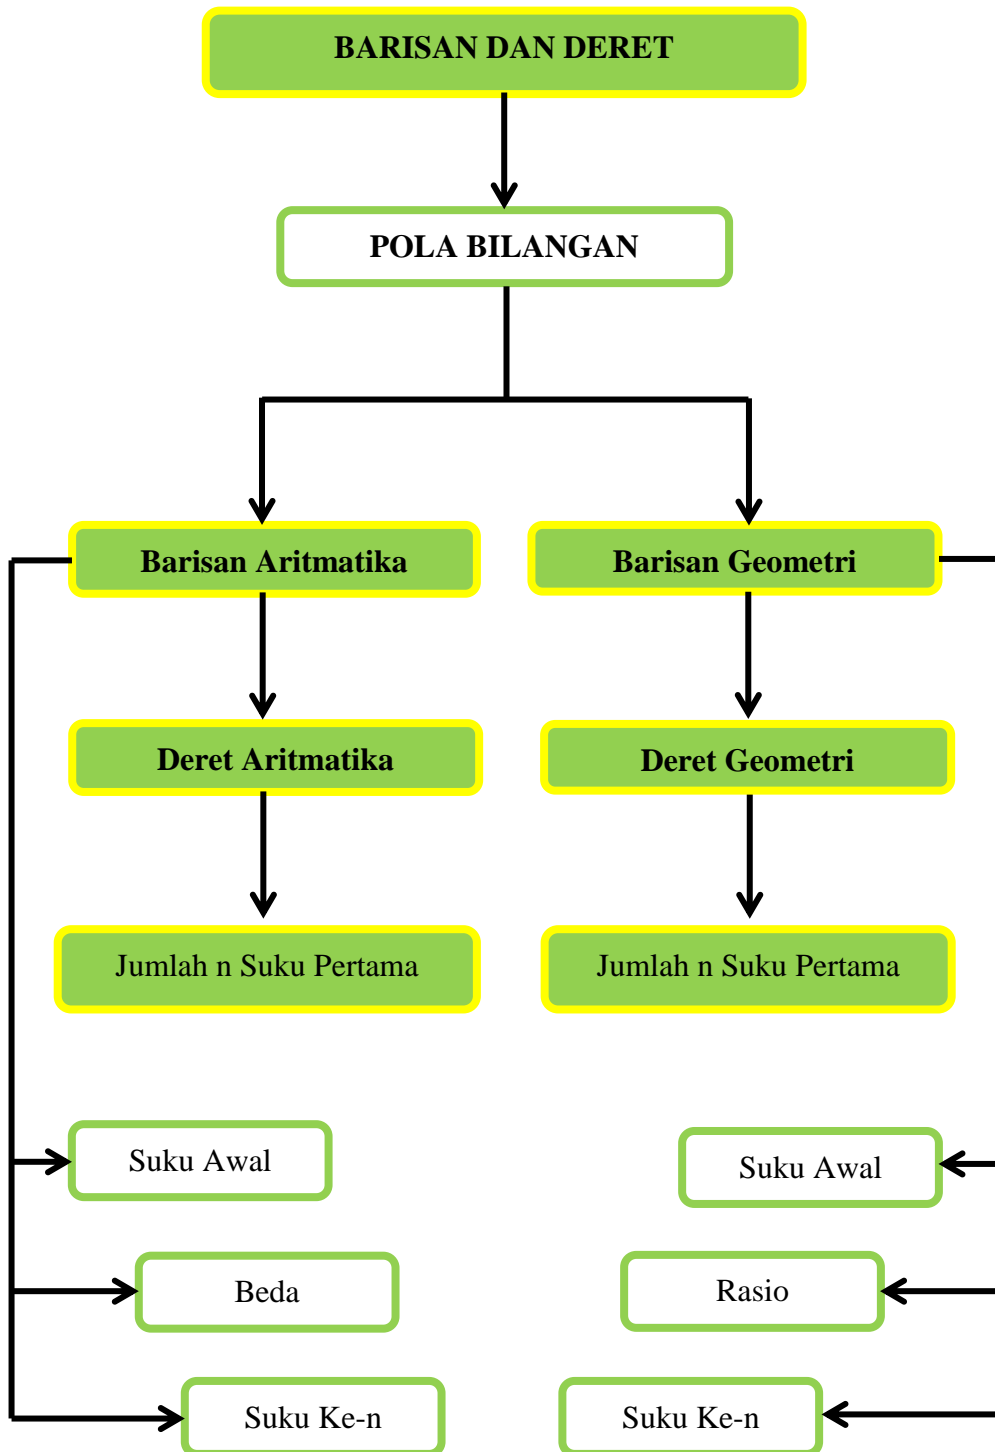 BARISAN DAN DERET
POLA BILANGAN
Barisan Aritmatika
Barisan Geometri
Deret Aritmatika
Deret Geometri
Jumlah n Suku Pertama
Jumlah n Suku Pertama
Suku Awal
Suku Awal
Beda
Rasio
Suku Ke-n
Suku Ke-n